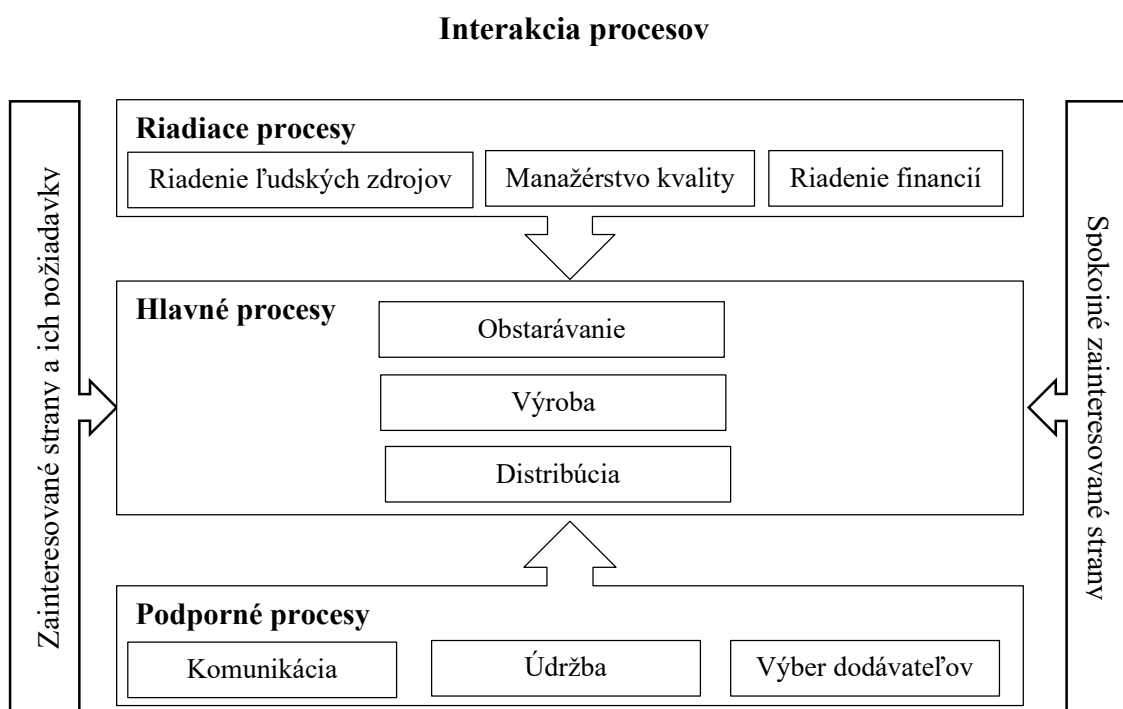 Interakcia procesov
Zainteresované strany a ich požiadavky
Riadiace procesy
Riadenie ľudských zdrojov
Manažérstvo kvality
Riadenie financií
Hlavné procesy
Obstarávanie
Výroba
Distribúcia
Podporné procesy
Komunikácia
Údržba
Výber dodávateľov
Spokojné zainteresované strany